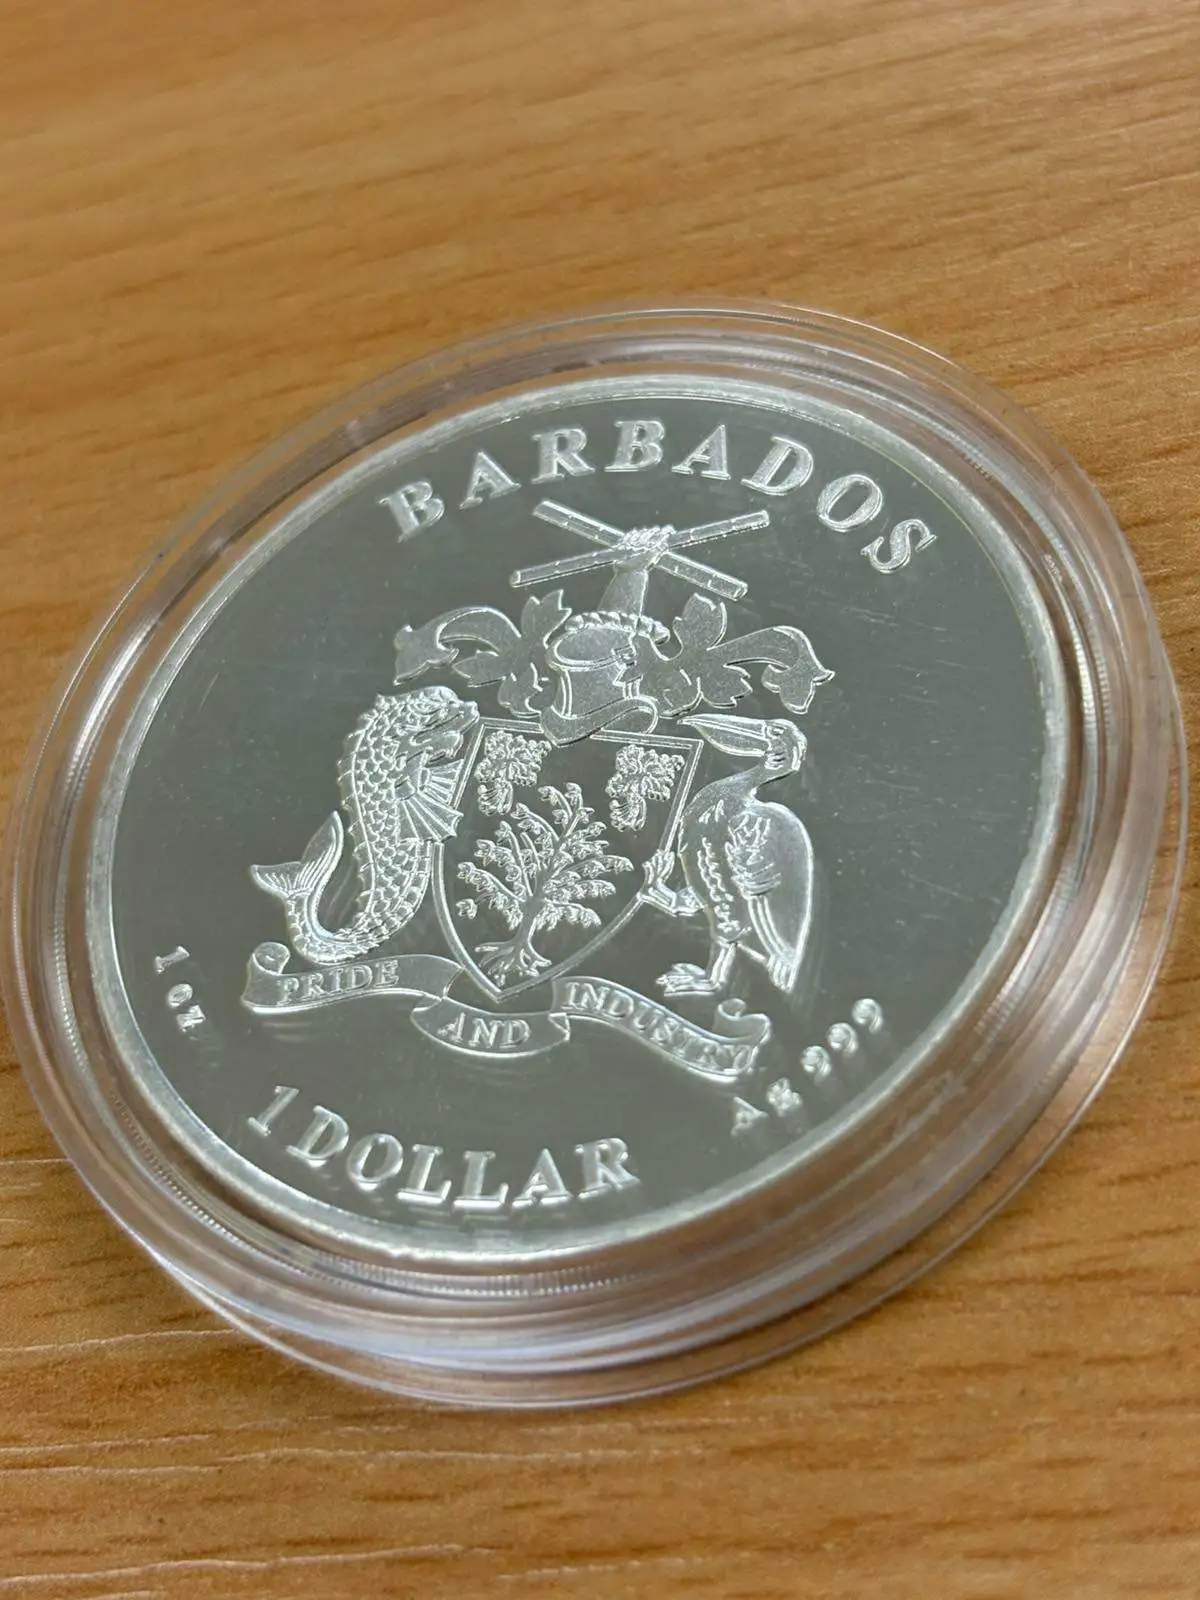 BARBADOS
PRIDE AND INDUSTRY
1 oz
Ag 999
1 DOLLAR